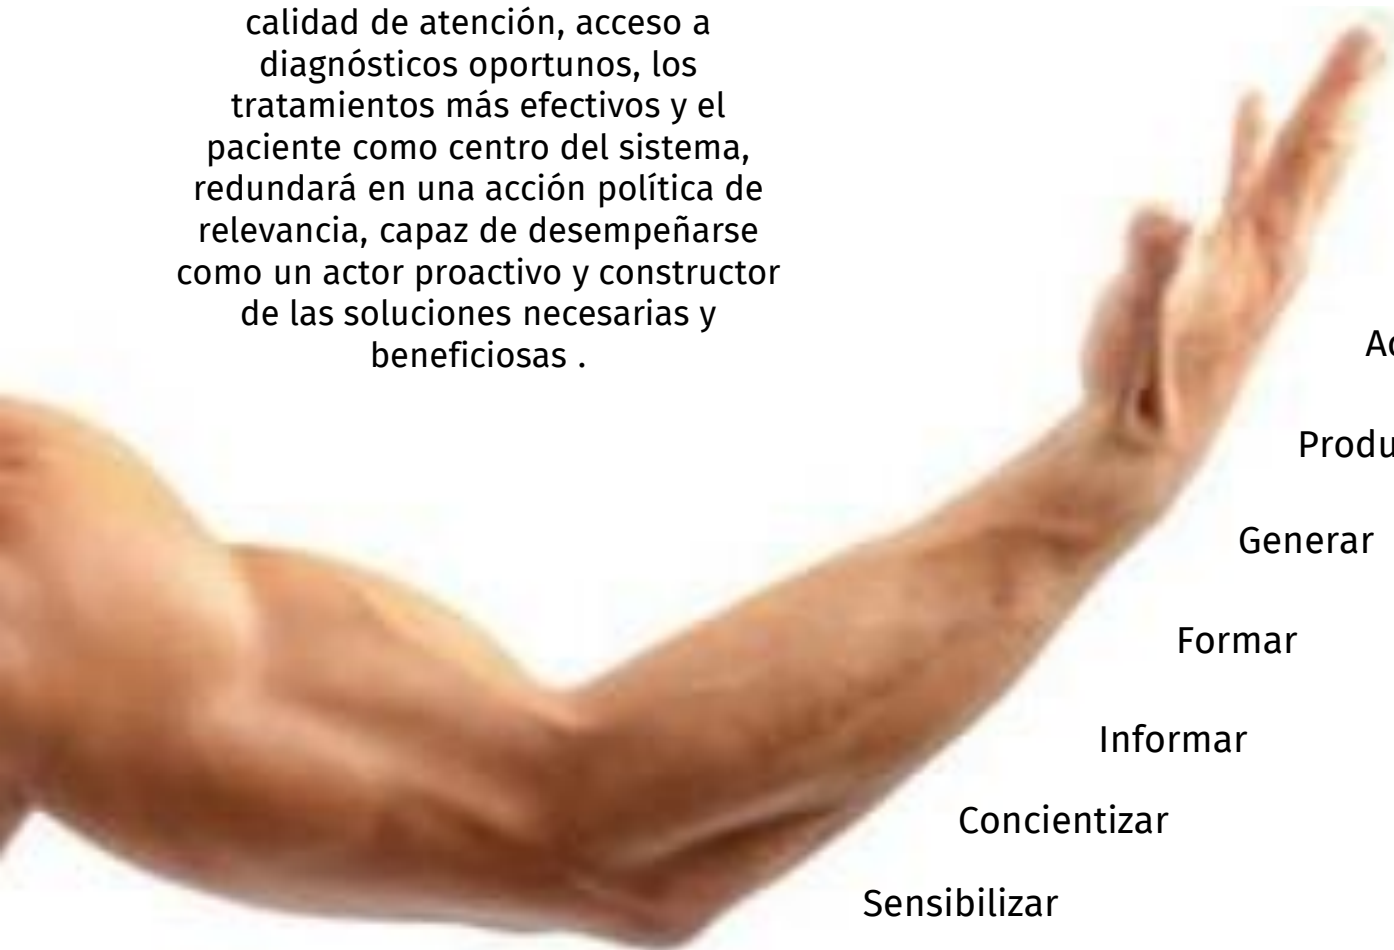 calidad de atención, acceso a
diagnósticos oportunos, los
tratamientos más efectivos y el
paciente como centro del sistema,
redundará en una acción política de
relevancia, capaz de desempeñarse
como un actor proactivo y constructor
de las soluciones necesarias y
beneficiosas .
Generar
Formar
Informar
Concientizar
Sensibilizar